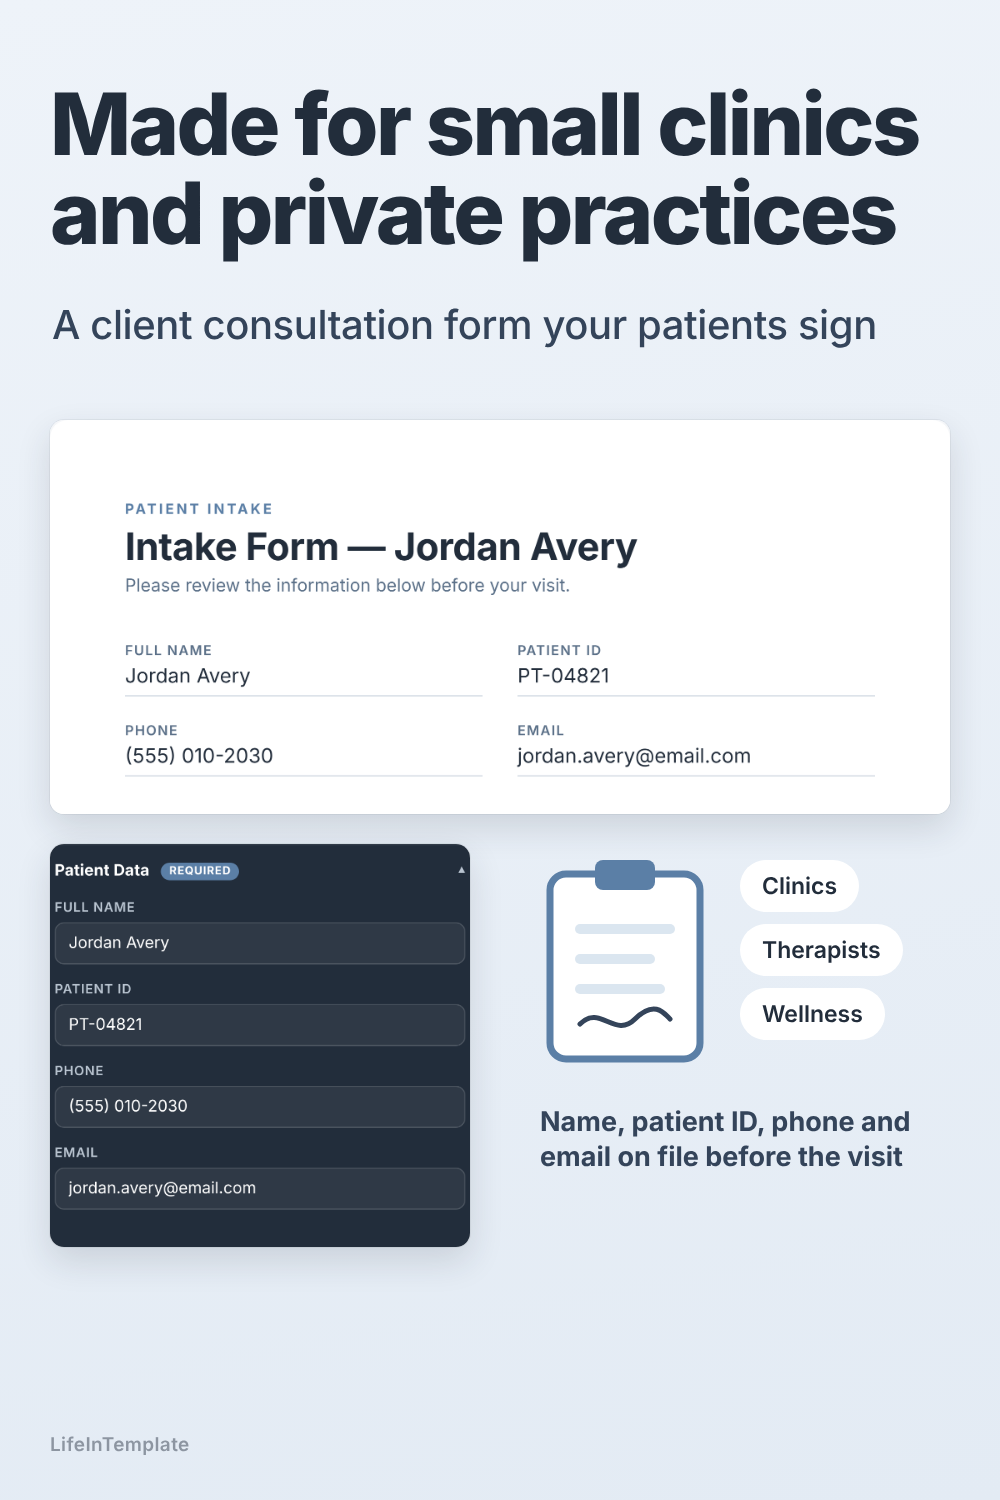 Made for small clinics
and private practices
A client consultation form your patients sign
PATIENT INTAKE
Intake Form — Jordan Avery
Please review the information below before your visit.
FULL NAME
Jordan Avery
PATIENT ID
PT-04821
PHONE
(555) 010-2030
EMAIL
jordan.avery@email.com
Patient Data REQUIRED
FULL NAME
Jordan Avery
PATIENT ID
PT-04821
PHONE
(555) 010-2030
EMAIL
jordan.avery@email.com
Clinics
Therapists
Wellness
Name, patient ID, phone and
email on file before the visit
LifeInTemplate